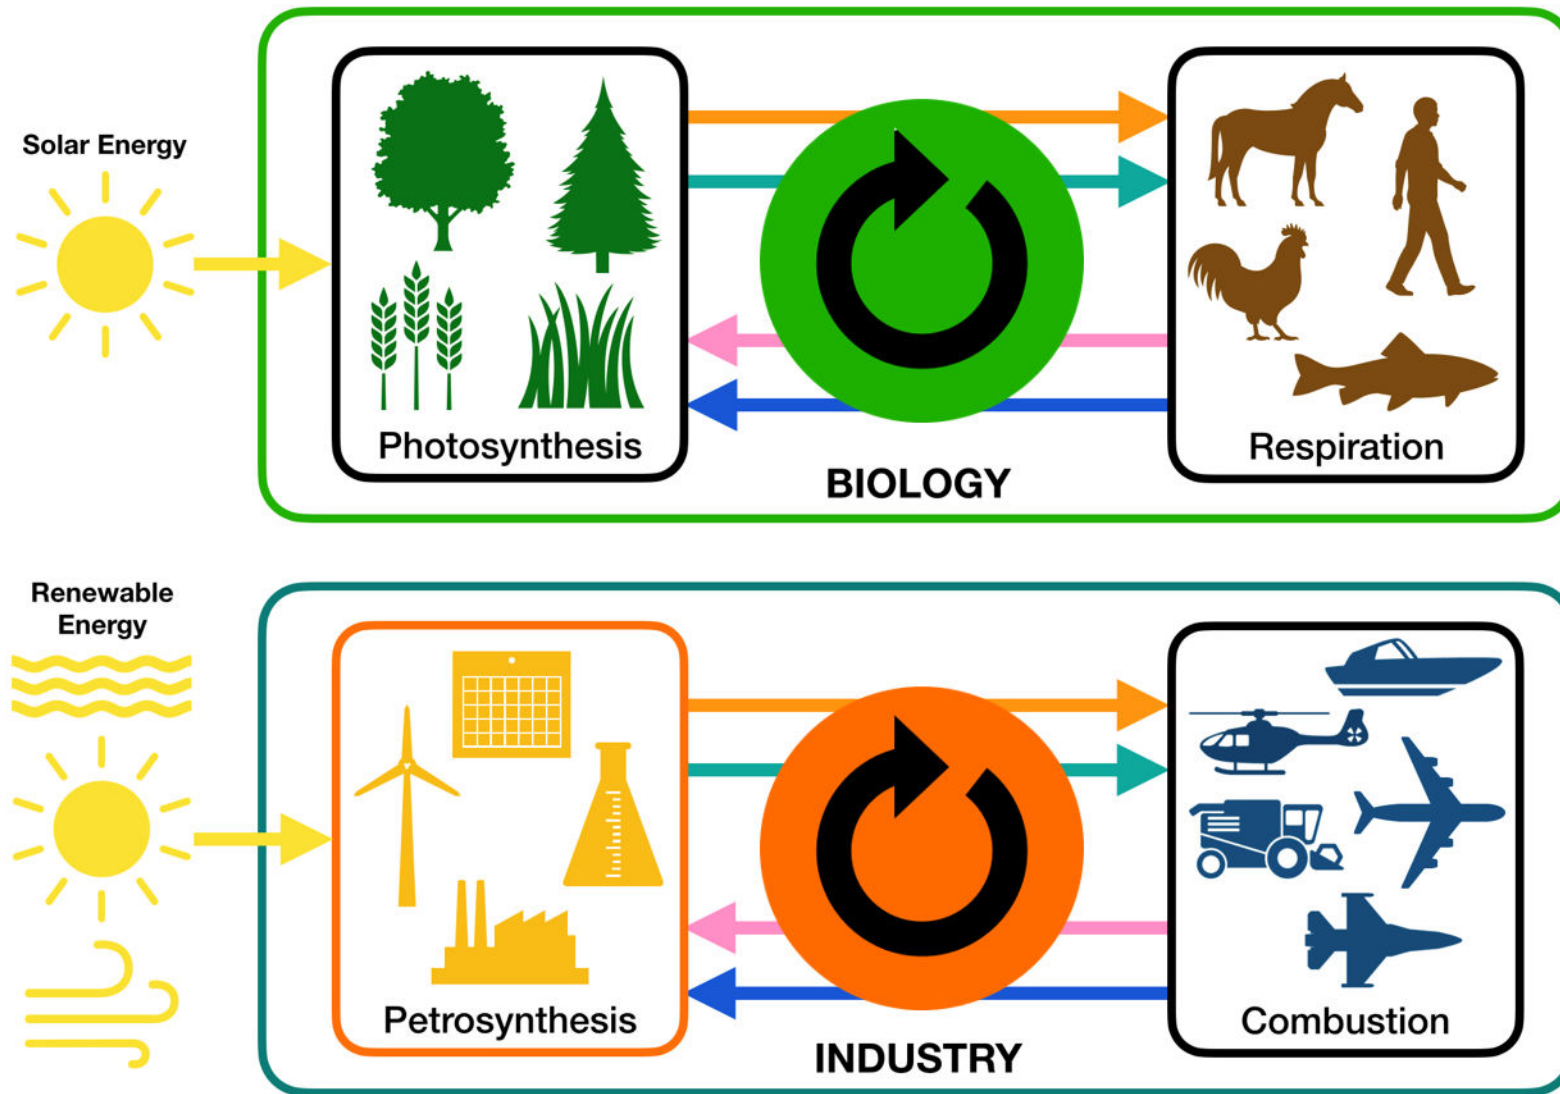 Solar Energy
Photosynthesis
Respiration
BIOLOGY
Renewable
Energy
Petrosynthesis
Combustion
INDUSTRY